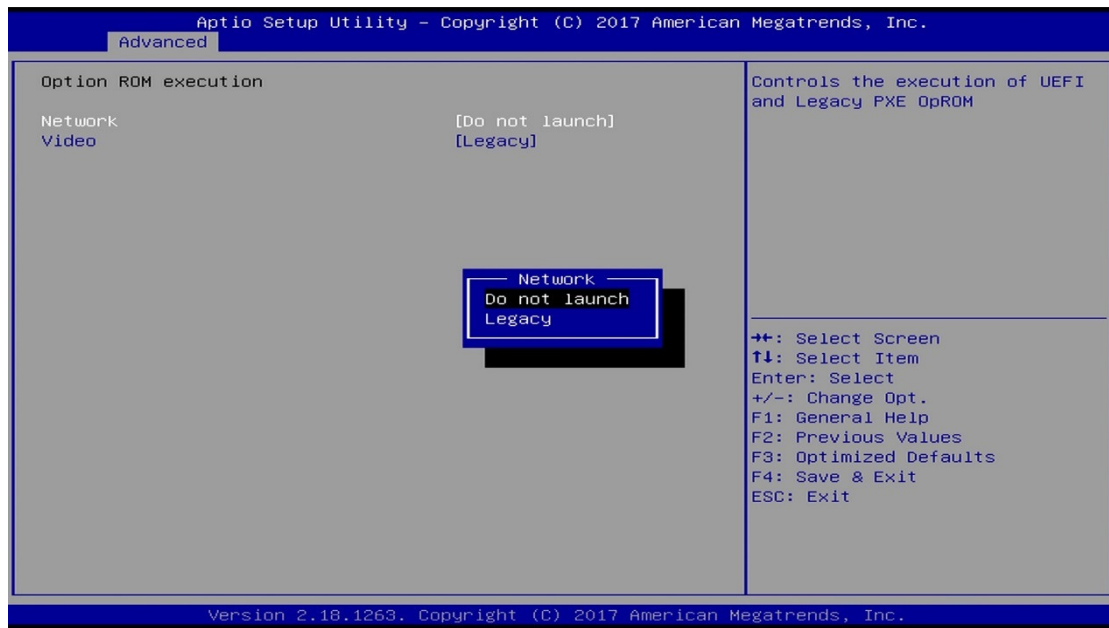 Aptio Setup Utility – Copyright (C) 2017 American Megatrends, Inc.
Advanced
Option ROM execution
Network [Do not launch]
Video [Legacy]
Controls the execution of UEFI
and Legacy PXE OpROM
Network
Do not launch
Legacy
→←: Select Screen
↑↓: Select Item
Enter: Select
+/-: Change Opt.
F1: General Help
F2: Previous Values
F3: Optimized Defaults
F4: Save & Exit
ESC: Exit
Version 2.18.1263. Copyright (C) 2017 American Megatrends, Inc.